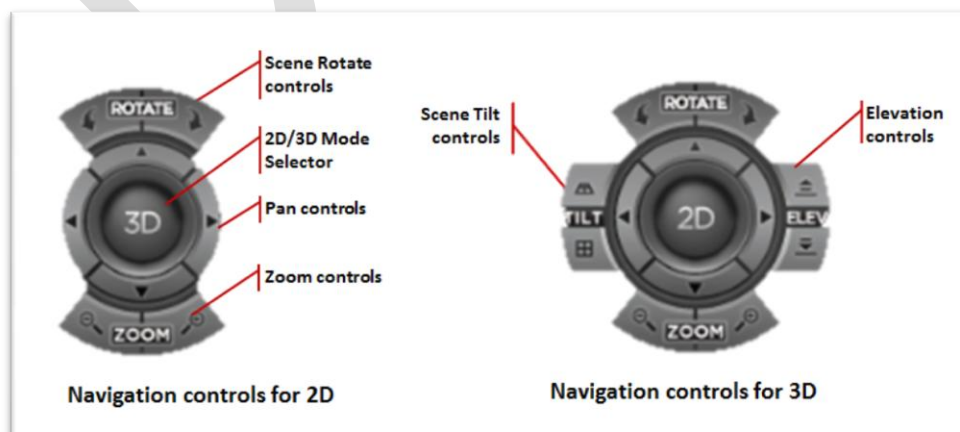 Scene Rotate
controls
ROTATE
2D/3D Mode
Selector
3D
Pan controls
Zoom controls
ZOOM
Navigation controls for 2D
Scene Tilt
controls
Elevation
controls
ROTATE
TILT
2D
ELEV
ZOOM
Navigation controls for 3D